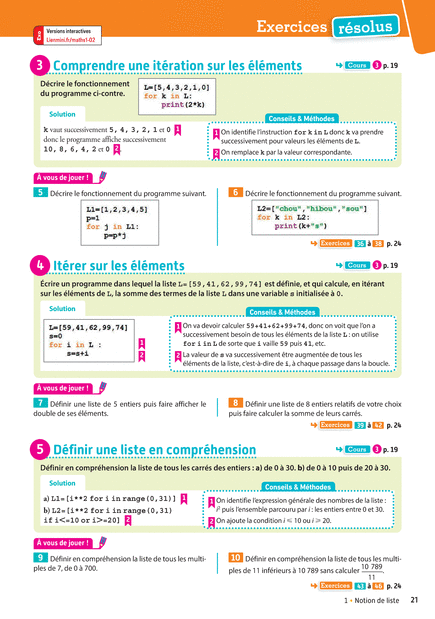 Exo
Versions interactives
Lienmini.fr/maths1-02
Exercices résolus
3 Comprendre une itération sur les éléments
Cours 3 p. 19
Décrire le fonctionnement
du programme ci-contre.
L=[5,4,3,2,1,0]
for k in L:
print(2*k)
Solution
k vaut successivement 5, 4, 3, 2, 1 et 0 1
donc le programme affiche successivement
10, 8, 6, 4, 2 et 0 2
Conseils & Méthodes
1 On identifie l'instruction for k in L donc k va prendre
successivement pour valeurs les éléments de L.
2 On remplace k par la valeur correspondante.
À vous de jouer !
5 Décrire le fonctionnement du programme suivant.
L1=[1,2,3,4,5]
p=1
for j in L1:
p=p*j
6 Décrire le fonctionnement du programme suivant.
L2=["chou","hibou","sou"]
for k in L2:
print(k+"s")
Exercices 36 à 38 p. 24
4 Itérer sur les éléments
Cours 3 p. 19
Écrire un programme dans lequel la liste L=[59,41,62,99,74] est définie, et qui calcule, en itérant
sur les éléments de L, la somme des termes de la liste L dans une variable s initialisée à 0.
Solution
L=[59,41,62,99,74]
s=0
for i in L : 1
s=s+i 2
Conseils & Méthodes
1 On va devoir calculer 59+41+62+99+74, donc on voit que l'on a
successivement besoin de tous les éléments de la liste L : on utilise
for i in L de sorte que i vaille 59 puis 41, etc.
2 La valeur de s va successivement être augmentée de tous les
éléments de la liste, c'est-à-dire de i, à chaque passage dans la boucle.
À vous de jouer !
7 Définir une liste de 5 entiers puis faire afficher le
double de ses éléments.
8 Définir une liste de 8 entiers relatifs de votre choix
puis faire calculer la somme de leurs carrés.
Exercices 39 à 42 p. 24
5 Définir une liste en compréhension
Cours 3 p. 19
Définir en compréhension la liste de tous les carrés des entiers : a) de 0 à 30. b) de 0 à 10 puis de 20 à 30.
Solution
a) L1=[i**2 for i in range(0,31)] 1
b) L2=[i**2 for i in range(0,31)
if i<=10 or i>=20] 2
Conseils & Méthodes
1 On identifie l'expression générale des nombres de la liste :
i² puis l'ensemble parcouru par i : les entiers entre 0 et 30.
2 On ajoute la condition i ⩽ 10 ou i ⩾ 20.
À vous de jouer !
9 Définir en compréhension la liste de tous les multi-
ples de 7, de 0 à 700.
10 Définir en compréhension la liste de tous les multi-
ples de 11 inférieurs à 10 789 sans calculer 10 789
11 .
Exercices 43 à 46 p. 24
1 • Notion de liste 21